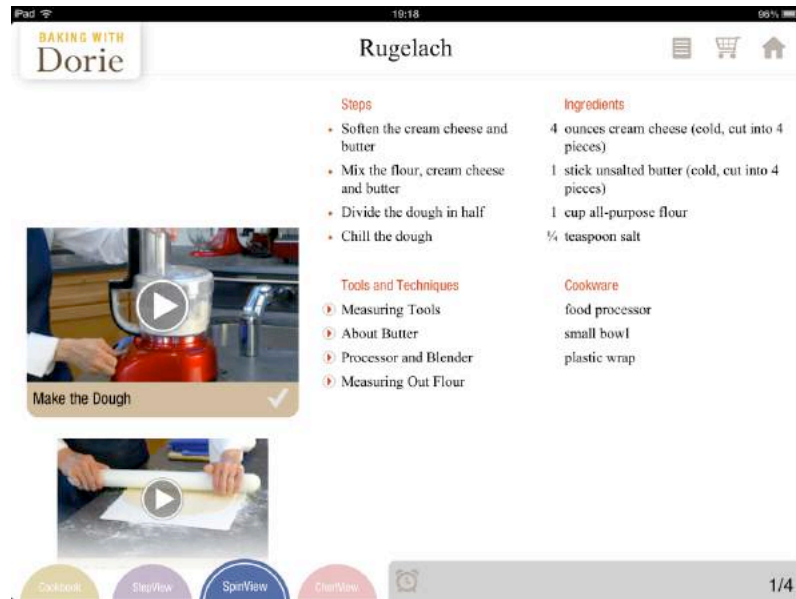 iPad
19:18
96%
BAKING WITH
Dorie
Rugelach
Steps
Soften the cream cheese and
butter
Mix the flour, cream cheese
and butter
Divide the dough in half
Chill the dough
Ingredients
4 ounces cream cheese (cold, cut into 4
pieces)
1 stick unsalted butter (cold, cut into 4
pieces)
1 cup all-purpose flour
¼ teaspoon salt
Tools and Techniques
Measuring Tools
About Butter
Processor and Blender
Measuring Out Flour
Cookware
food processor
small bowl
plastic wrap
Make the Dough
Cookbook
StepView
SpinView
ChefView
1/4